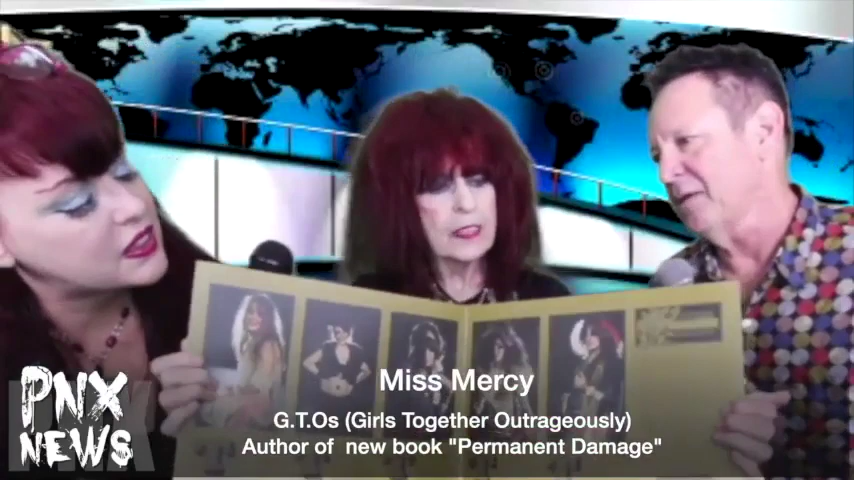 Miss Mercy
G.T.Os (Girls Together Outrageously)
Author of new book "Permanent Damage"
PNX
NEWS